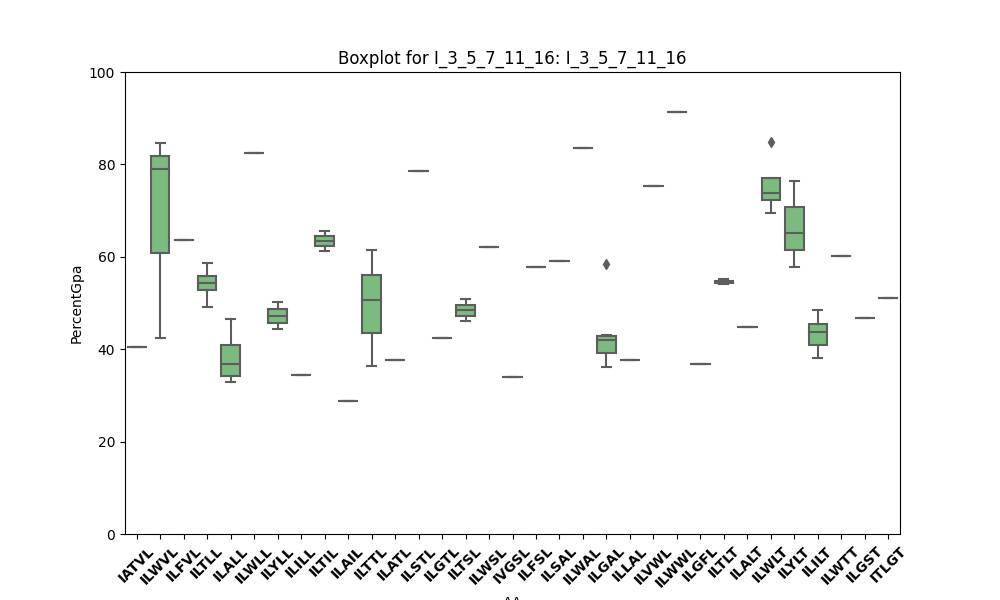 Boxplot for I_3_5_7_11_16: I_3_5_7_11_16
PercentGpa
100
80
60
40
20
0
IATVL
ILWVL
ILFVL
ILTLL
ILALL
ILWLL
ILYLL
ILILL
ILTIL
ILAIL
ILTTL
ILATL
ILSTL
ILGTL
ILTSL
ILWSL
IVGSL
ILFSL
ILSAL
ILWAL
ILGAL
ILLAL
ILVWL
ILWWL
ILGFL
ILTLT
ILALT
ILWLT
ILYLT
ILILT
ILWTT
ILGST
ITLGT